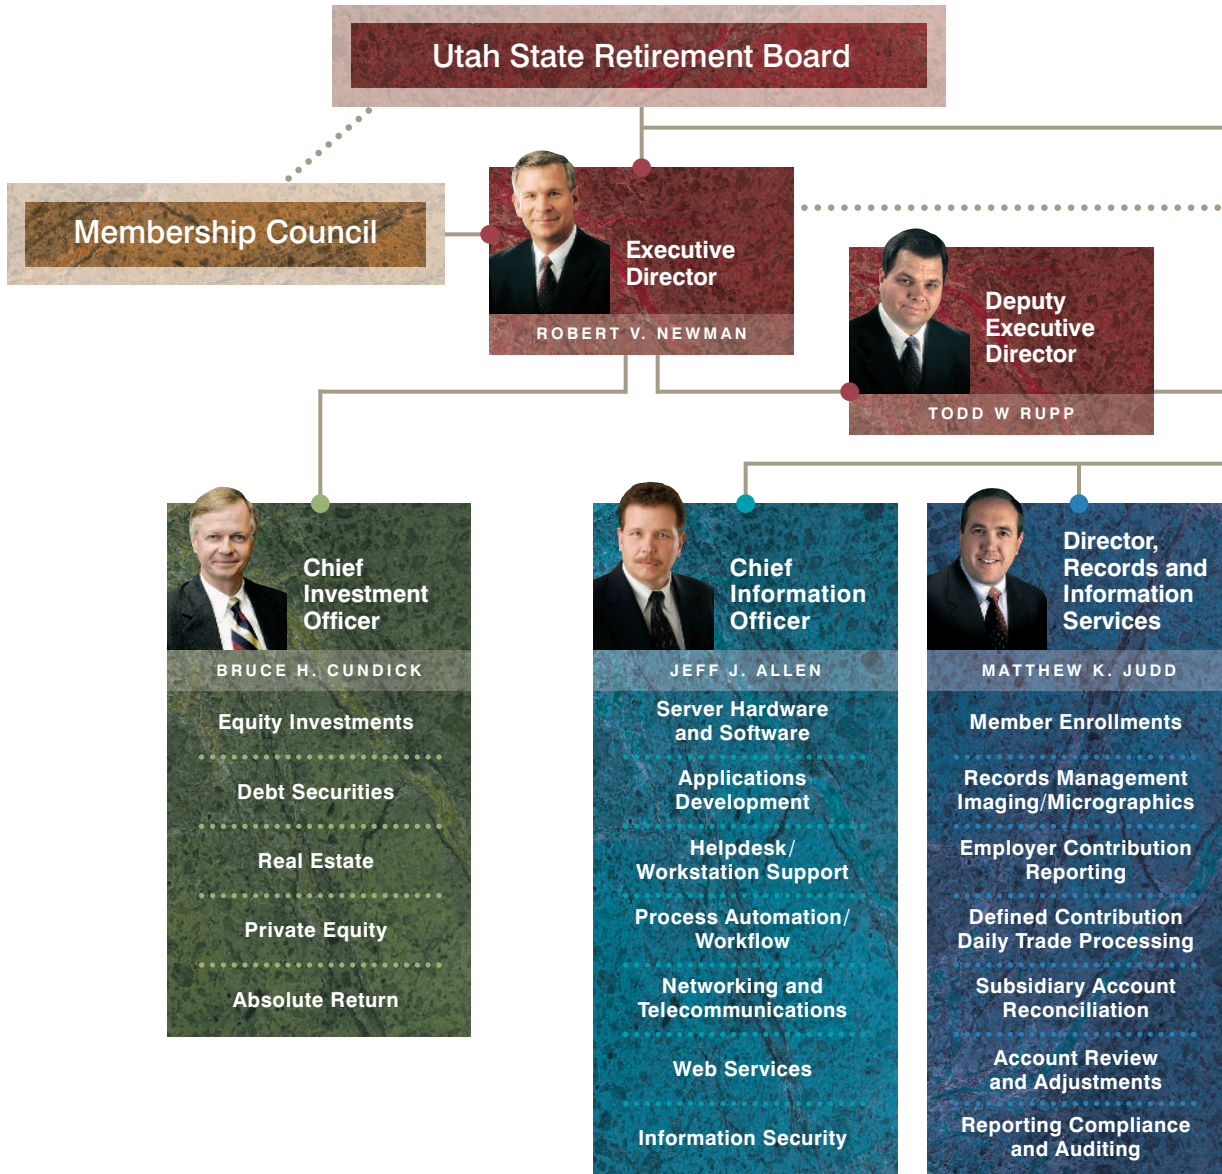 Utah State Retirement Board
Membership Council
Executive
Director
ROBERT V. NEWMAN
Deputy
Executive
Director
TODD W RUPP
Chief
Investment
Officer
BRUCE H. CUNDICK
Equity Investments
Debt Securities
Real Estate
Private Equity
Absolute Return
Chief
Information
Officer
JEFF J. ALLEN
Server Hardware
and Software
Applications
Development
Helpdesk/
Workstation Support
Process Automation/
Workflow
Networking and
Telecommunications
Web Services
Information Security
Director,
Records and
Information
Services
MATTHEW K. JUDD
Member Enrollments
Records Management
Imaging/Micrographics
Employer Contribution
Reporting
Defined Contribution
Daily Trade Processing
Subsidiary Account
Reconciliation
Account Review
and Adjustments
Reporting Compliance
and Auditing